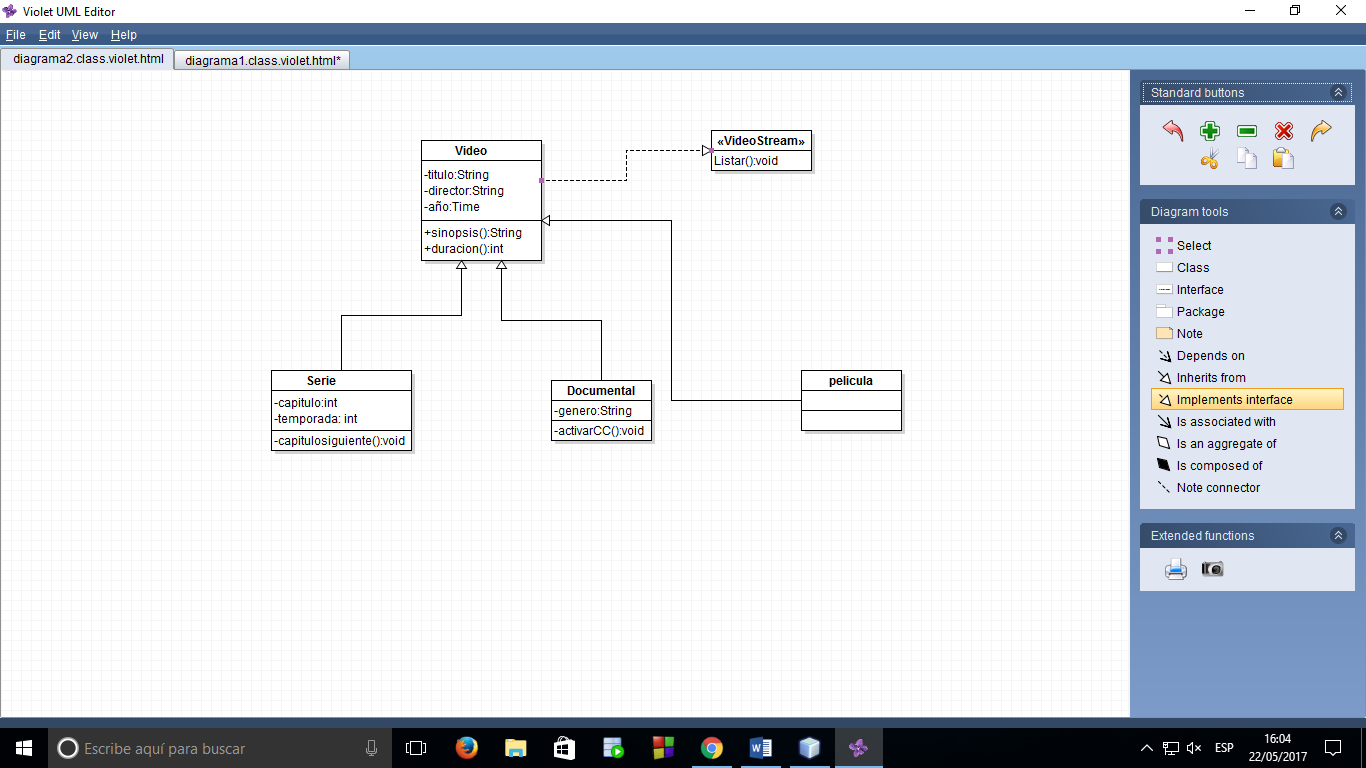 Violet UML Editor
File Edit View Help
diagrama2.class.violet.html diagrama1.class.violet.html*
Video
-titulo:String
-director:String
-año:Time
+sinopsis():String
+duracion():int
«VideoStream»
Listar():void
Serie
-capitulo:int
-temporada: int
-capitulosiguiente():void
Documental
-genero:String
-activarCC():void
pelicula
Standard buttons
Diagram tools
Select
Class
Interface
Package
Note
Depends on
Inherits from
Implements interface
Is associated with
Is an aggregate of
Is composed of
Note connector
Extended functions
Escribe aquí para buscar
ESP
16:04
22/05/2017